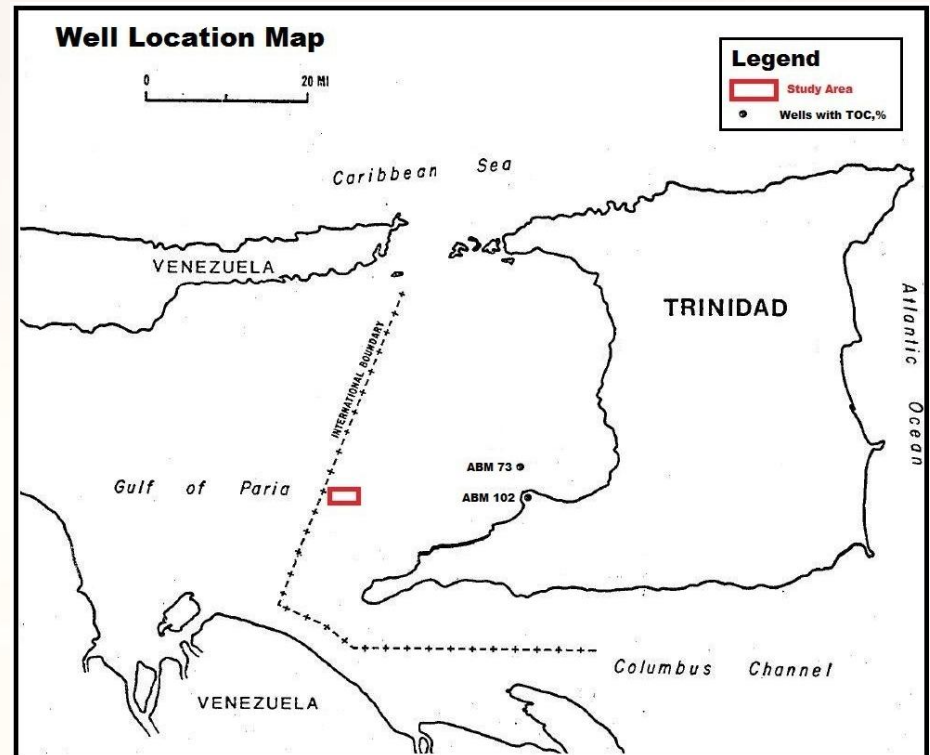 Well Location Map
0 20 MI
Legend
Study Area
Wells with TOC,%
Caribbean Sea
VENEZUELA
TRINIDAD
Atlantic Ocean
INTERNATIONAL BOUNDARY
ABM 73
Gulf of Paria
ABM 102
Columbus Channel
VENEZUELA